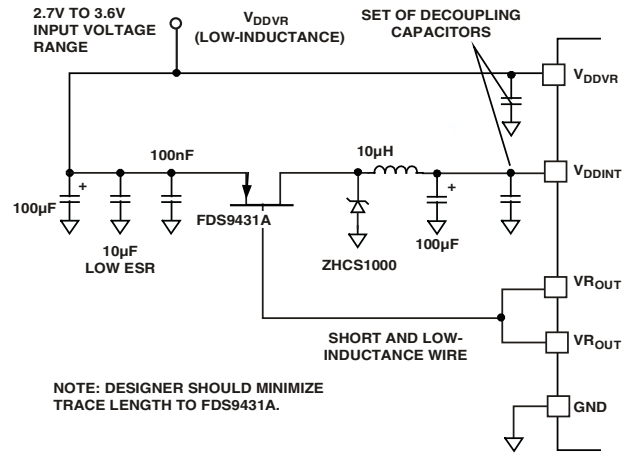 2.7V TO 3.6V
INPUT VOLTAGE
RANGE
VDDVR
(LOW-INDUCTANCE)
SET OF DECOUPLING
CAPACITORS
VDDVR
100nF
10µH
VDDINT
+
100µF
10µF
LOW ESR
FDS9431A
ZHCS1000
+
100µF
VROUT
SHORT AND LOW-
INDUCTANCE WIRE
VROUT
NOTE: DESIGNER SHOULD MINIMIZE
TRACE LENGTH TO FDS9431A.
GND